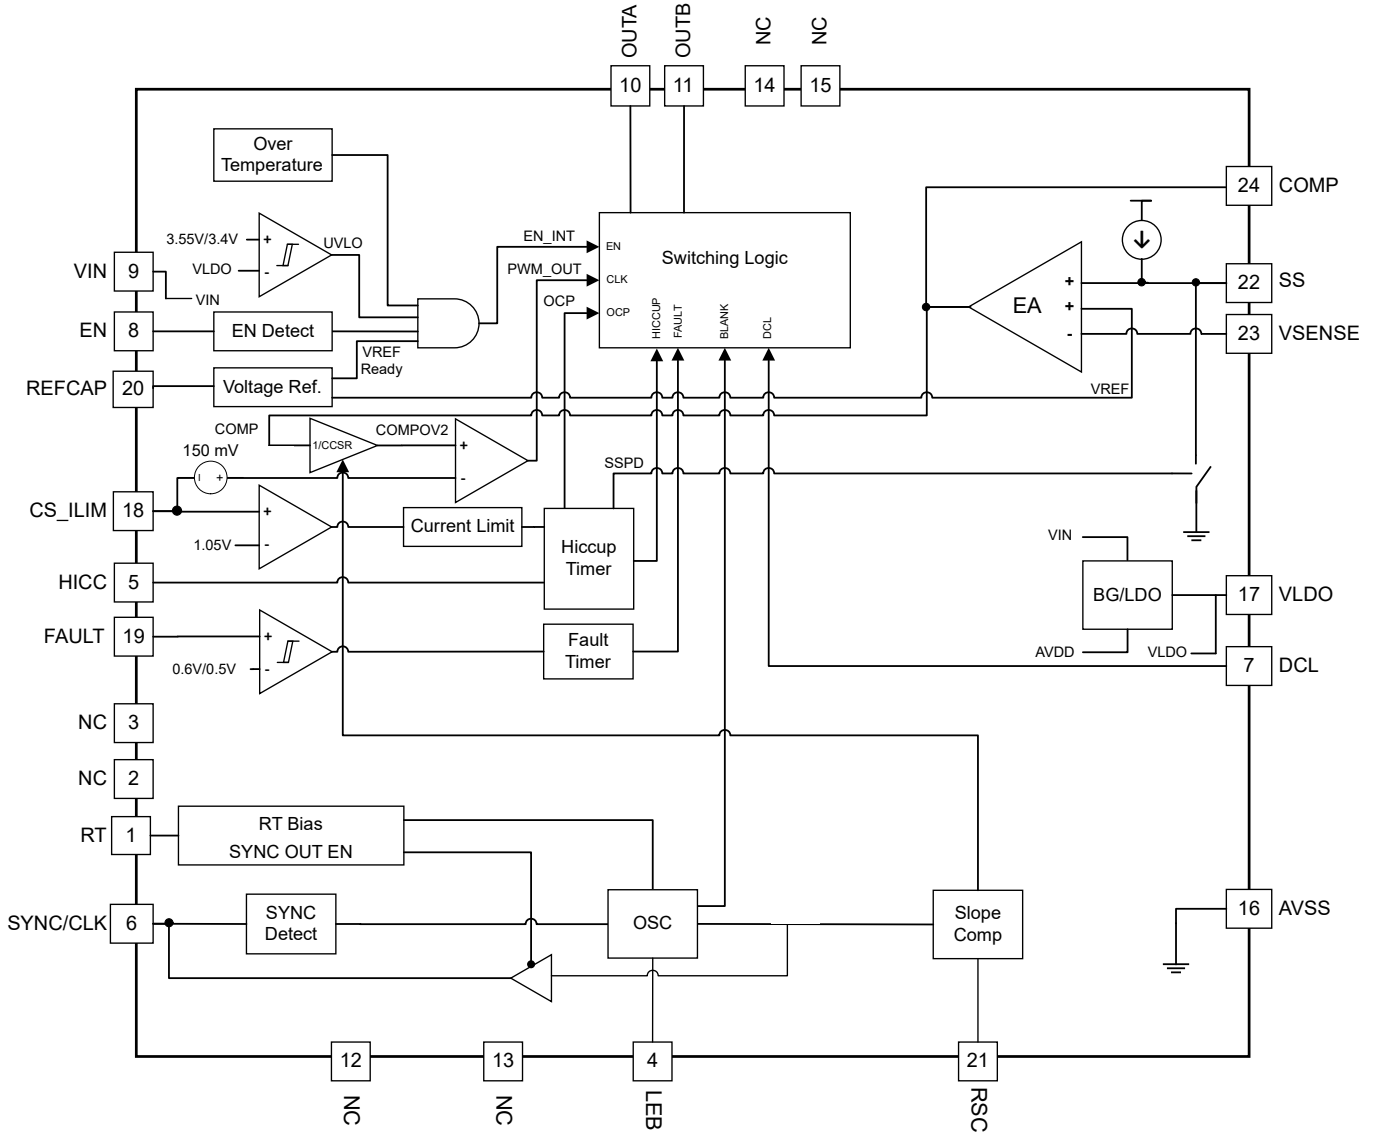 OUTA
OUTB
NC
NC
10
11
14
15
Over
Temperature
24
COMP
3.55V/3.4V
+
UVLO
VLDO
-
VIN
9
VIN
EN_INT
EN
Switching Logic
PWM_OUT
CLK
OCP
OCP
HICCUP
FAULT
BLANK
DCL
EA
+
+
-
22
SS
23
VSENSE
EN
8
EN Detect
VREF
Ready
REFCAP
20
Voltage Ref.
VREF
COMP
1/CCSR
COMPOV2
+
-
150 mV
- +
SSPD
CS_ILIM
18
+
1.05V
-
Current Limit
Hiccup
Timer
VIN
HICC
5
BG/LDO
17
VLDO
FAULT
19
+
0.6V/0.5V
-
Fault
Timer
AVDD
VLDO
7
DCL
NC
3
NC
2
RT
1
RT Bias
SYNC OUT EN
SYNC/CLK
6
SYNC
Detect
OSC
Slope
Comp
16
AVSS
12
13
4
21
NC
NC
LEB
RSC